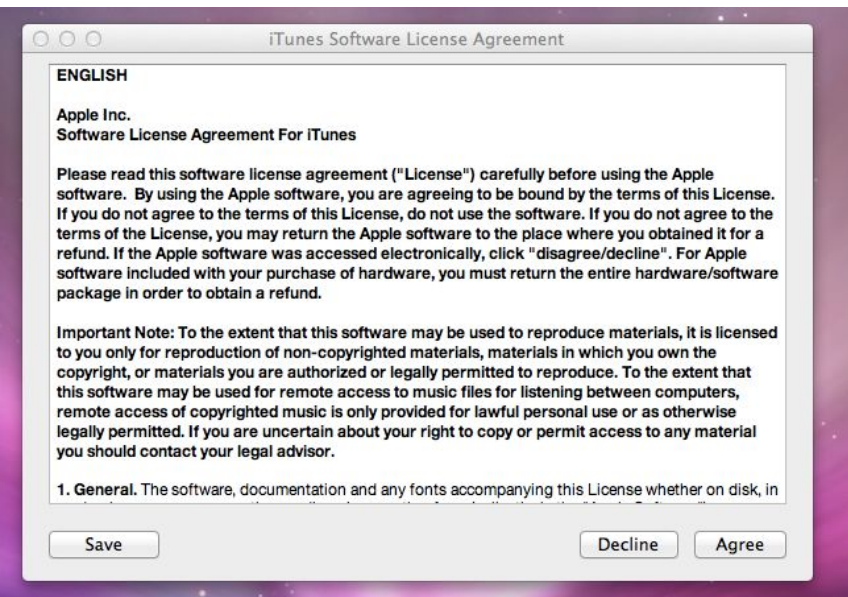 iTunes Software License Agreement
ENGLISH
Apple Inc.
Software License Agreement For iTunes
Please read this software license agreement ("License") carefully before using the Apple
software.  By using the Apple software, you are agreeing to be bound by the terms of this License.
If you do not agree to the terms of this License, do not use the software. If you do not agree to the
terms of the License, you may return the Apple software to the place where you obtained it for a
refund. If the Apple software was accessed electronically, click "disagree/decline". For Apple
software included with your purchase of hardware, you must return the entire hardware/software
package in order to obtain a refund.
Important Note: To the extent that this software may be used to reproduce materials, it is licensed
to you only for reproduction of non-copyrighted materials, materials in which you own the
copyright, or materials you are authorized or legally permitted to reproduce. To the extent that
this software may be used for remote access to music files for listening between computers,
remote access of copyrighted music is only provided for lawful personal use or as otherwise
legally permitted. If you are uncertain about your right to copy or permit access to any material
you should contact your legal advisor.
1. General. The software, documentation and any fonts accompanying this License whether on disk, in
Save
Decline
Agree